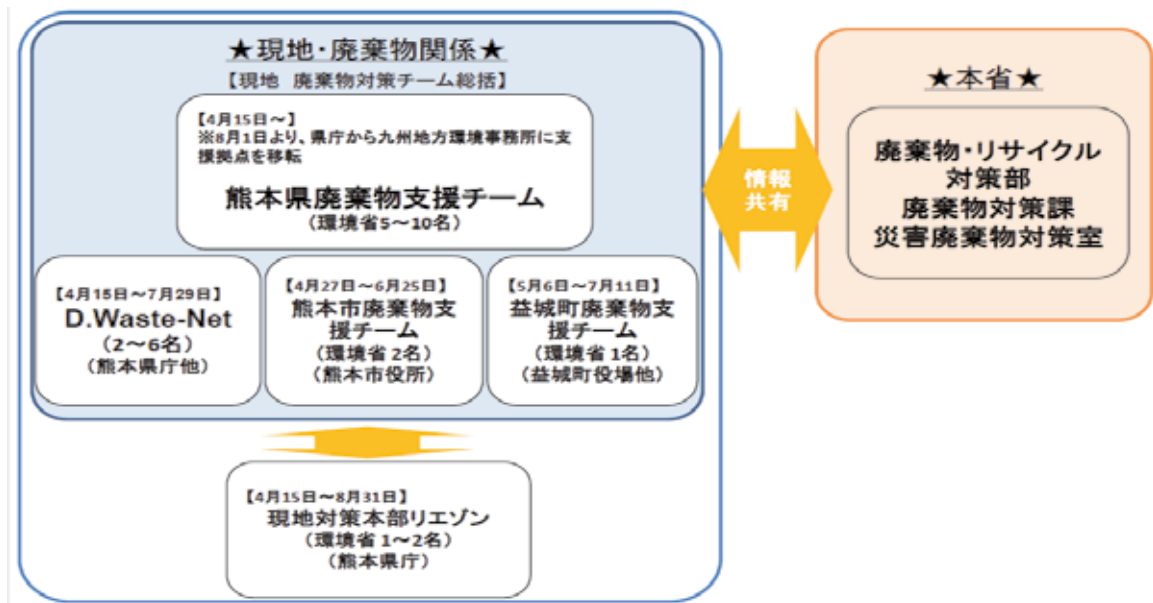 ★現地・廃棄物関係★
【現地 廃棄物対策チーム総括】
【4月15日～】
※8月1日より、県庁から九州地方環境事務所に支
援拠点を移転
熊本県廃棄物支援チーム
（環境省5～10名）
【4月15日～7月29日】
D.Waste-Net
（2～6名）
（熊本県庁他）
【4月27日～6月25日】
熊本市廃棄物支
援チーム
（環境省 2名）
（熊本市役所）
【5月6日～7月11日】
益城町廃棄物支
援チーム
（環境省 1名）
（益城町役場他）
【4月15日～8月31日】
現地対策本部リエゾン
（環境省 1～2名）
（熊本県庁）
情報
共有
★本省★
廃棄物・リサイクル
対策部
廃棄物対策課
災害廃棄物対策室